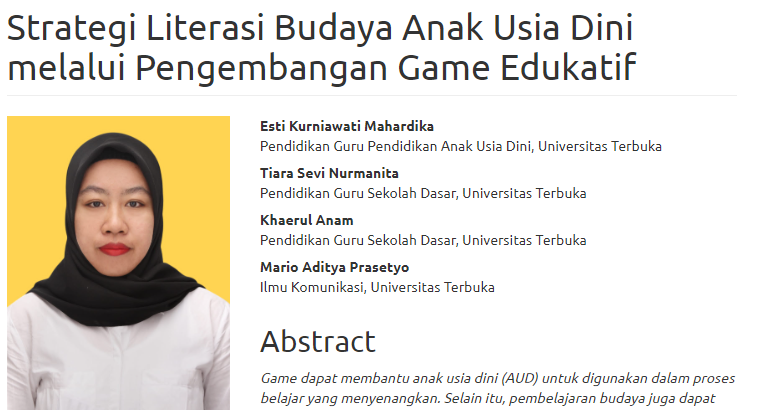 Strategi Literasi Budaya Anak Usia Dini
melalui Pengembangan Game Edukatif
Esti Kurniawati Mahardika
Pendidikan Guru Pendidikan Anak Usia Dini, Universitas Terbuka
Tiara Sevi Nurmanita
Pendidikan Guru Sekolah Dasar, Universitas Terbuka
Khaerul Anam
Pendidikan Guru Sekolah Dasar, Universitas Terbuka
Mario Aditya Prasetyo
Ilmu Komunikasi, Universitas Terbuka
Abstract
Game dapat membantu anak usia dini (AUD) untuk digunakan dalam proses
belajar yang menyenangkan. Selain itu, pembelajaran budaya juga dapat